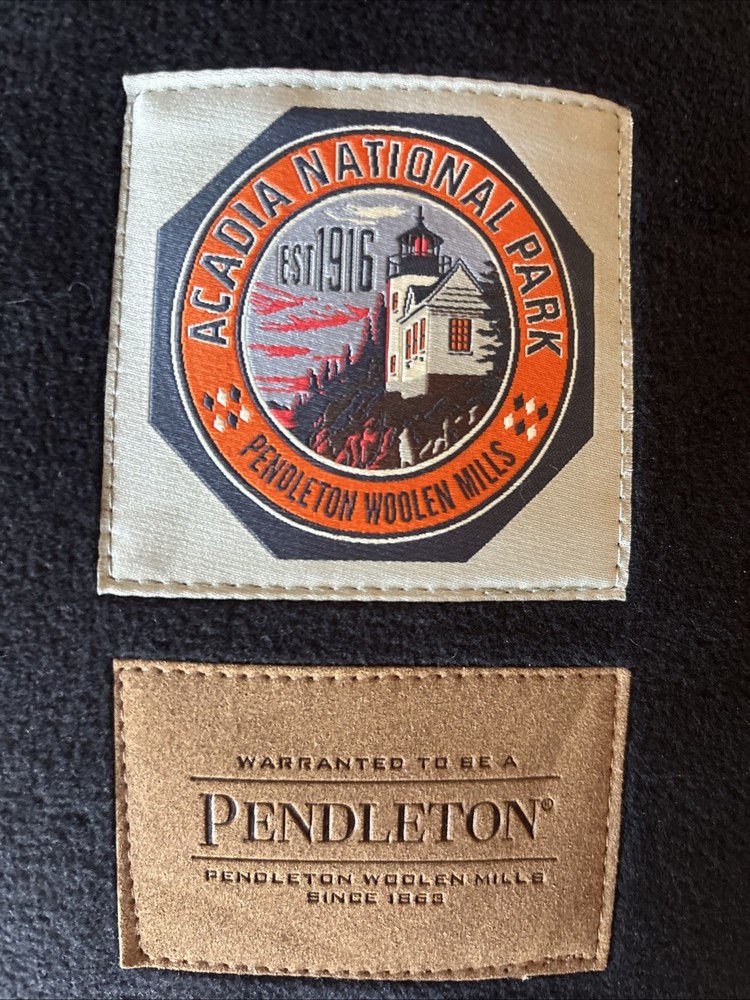 ACADIA NATIONAL PARK
EST 1916
PENDLETON WOOLEN MILLS
WARRANTED TO BE A
PENDLETON®
PENDLETON WOOLEN MILLS
SINCE 1863